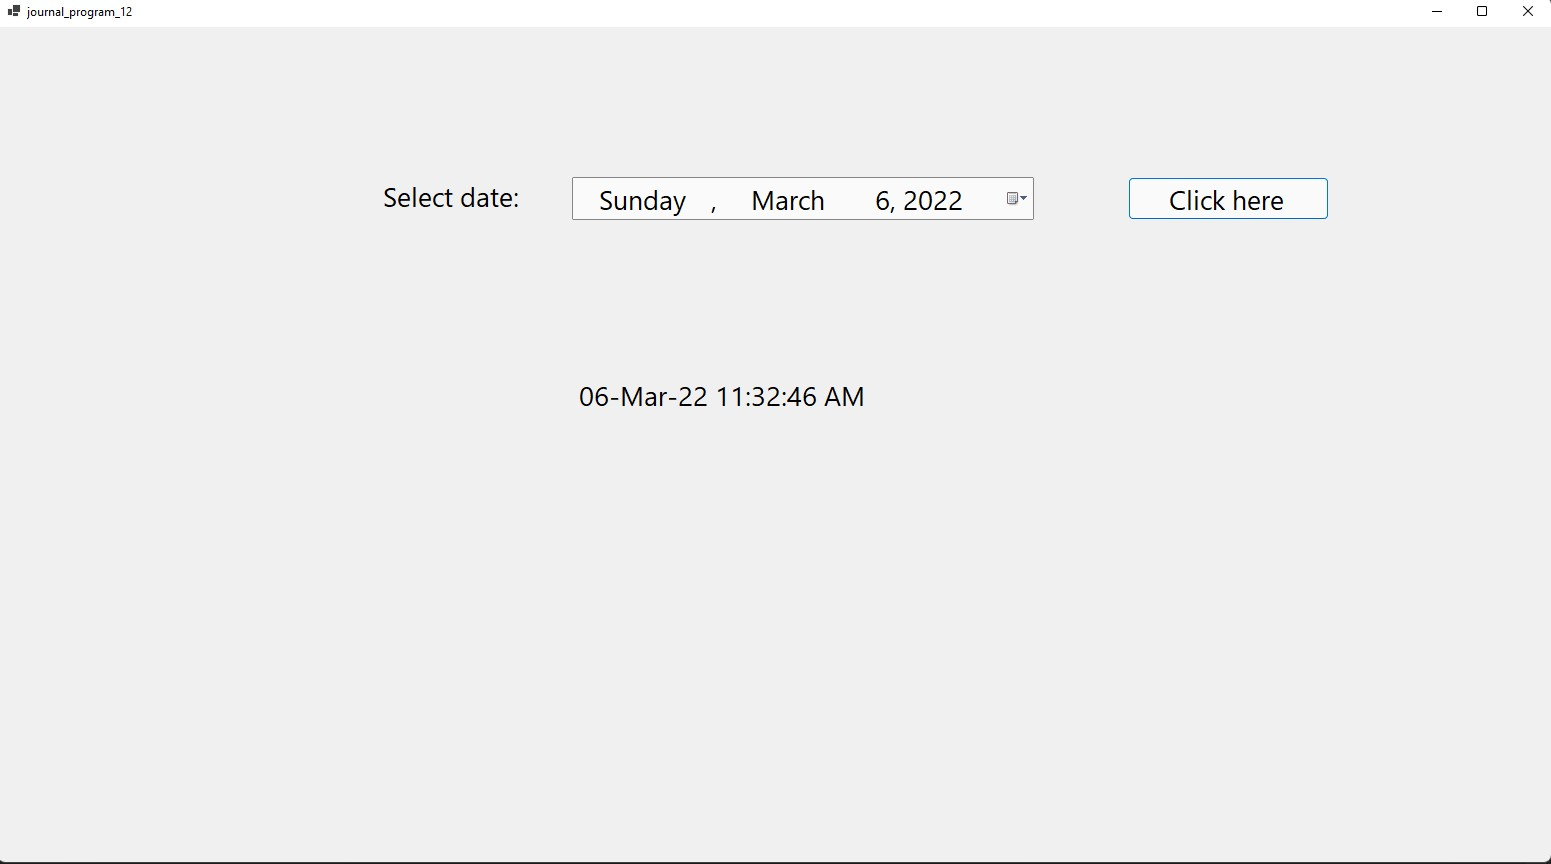 journal_program_12
Select date: Sunday , March 6, 2022 Click here
06-Mar-22 11:32:46 AM